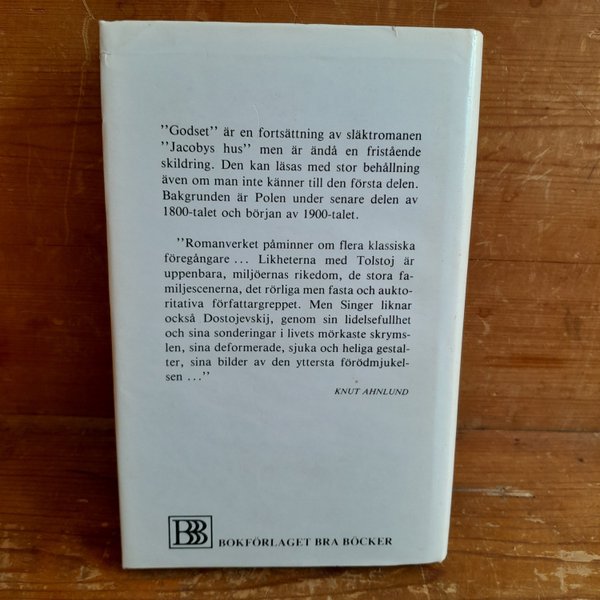 ''Godset'' är en fortsättning av släktromanen
''Jacobys hus'' men är ändå en fristående
skildring. Den kan läsas med stor behållning
även om man inte känner till den första delen.
Bakgrunden är Polen under senare delen av
1800-talet och början av 1900-talet.
''Romanverket påminner om flera klassiska
föregångare ... Likheterna med Tolstoj är
uppenbara, miljöernas rikedom, de stora fa-
miljescenerna, det rörliga men fasta och aukto-
ritativa författargreppet. Men Singer liknar
också Dostojevskij, genom sin lidelsefullhet
och sina sonderingar i livets mörkaste skryms-
len, sina deformerade, sjuka och heliga gestal-
ter, sina bilder av den yttersta förödmjukel-
sen ...''
KNUT AHNLUND
BBB BOKFÖRLAGET BRA BÖCKER